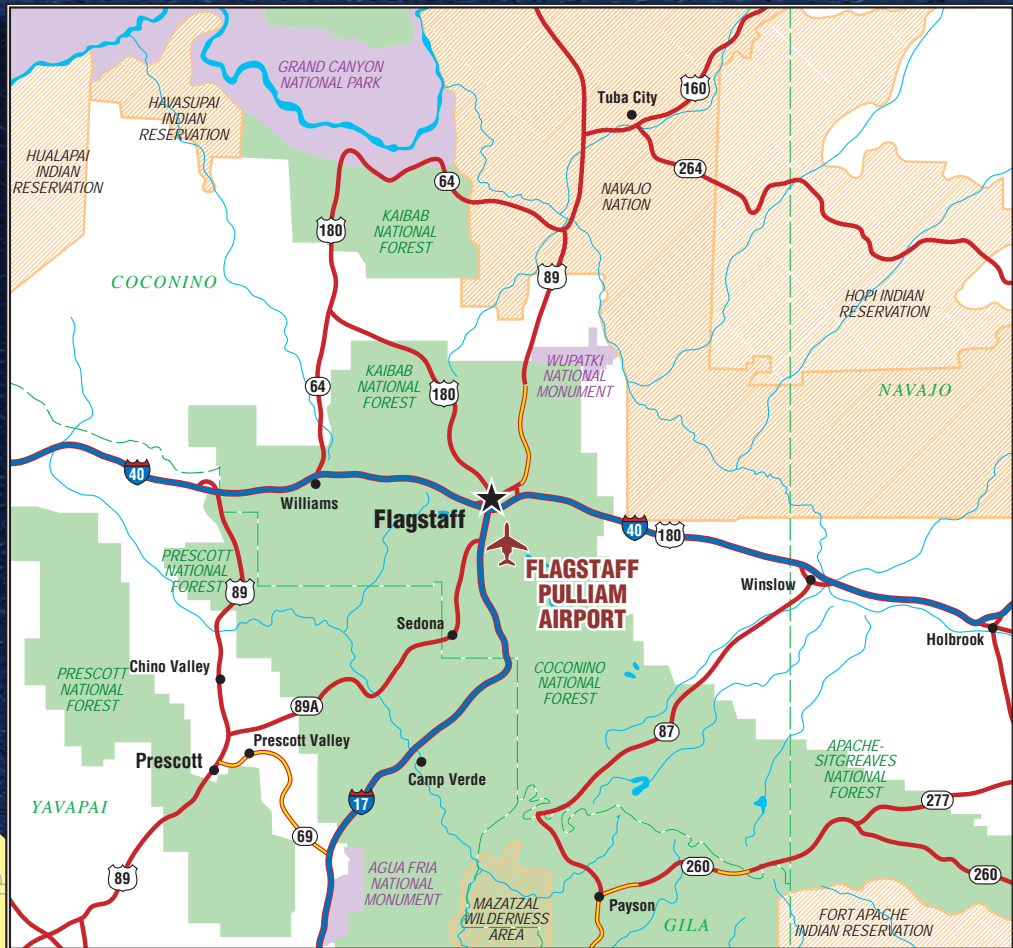 GRAND CANYON
NATIONAL PARK
HAVASUPAI
INDIAN
RESERVATION
HUALAPAI
INDIAN
RESERVATION
Tuba City
160
264
NAVAJO
NATION
64
180
KAIBAB
NATIONAL
FOREST
89
COCONINO
HOPI INDIAN
RESERVATION
KAIBAB
NATIONAL
FOREST
64
180
WUPATKI
NATIONAL
MONUMENT
NAVAJO
40
Williams
Flagstaff
40
180
FLAGSTAFF
PULLIAM
AIRPORT
PRESCOTT
NATIONAL
FOREST
89
Winslow
Holbrook
Sedona
PRESCOTT
NATIONAL
FOREST
Chino Valley
89A
COCONINO
NATIONAL
FOREST
87
Prescott Valley
Prescott
Camp Verde
APACHE-
SITGREAVES
NATIONAL
FOREST
YAVAPAI
17
277
69
89
AGUA FRIA
NATIONAL
MONUMENT
MAZATZAL
WILDERNESS
AREA
260
260
Payson
GILA
FORT APACHE
INDIAN RESERVATION